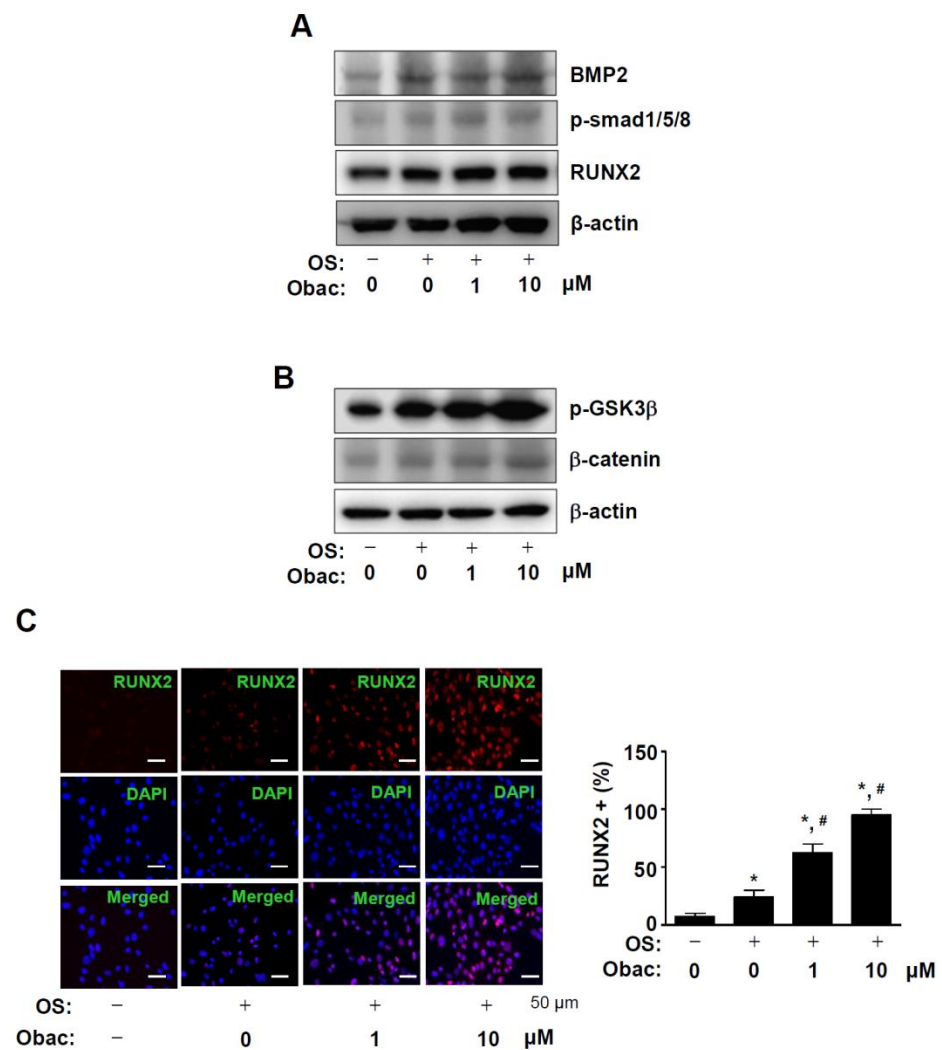 A
BMP2
p-smad1/5/8
RUNX2
β-actin
OS: – + + +
Obac: 0 0 1 10 μM
B
p-GSK3β
β-catenin
β-actin
OS: – + + +
Obac: 0 0 1 10 μM
C
RUNX2 RUNX2 RUNX2 RUNX2
DAPI DAPI DAPI DAPI
Merged Merged Merged Merged
OS: – + + + 50 μm
Obac: – 0 1 10 μM
RUNX2 + (%)
150
100
50
0
*
*, #
*, #
OS: – + + +
Obac: 0 0 1 10 μM